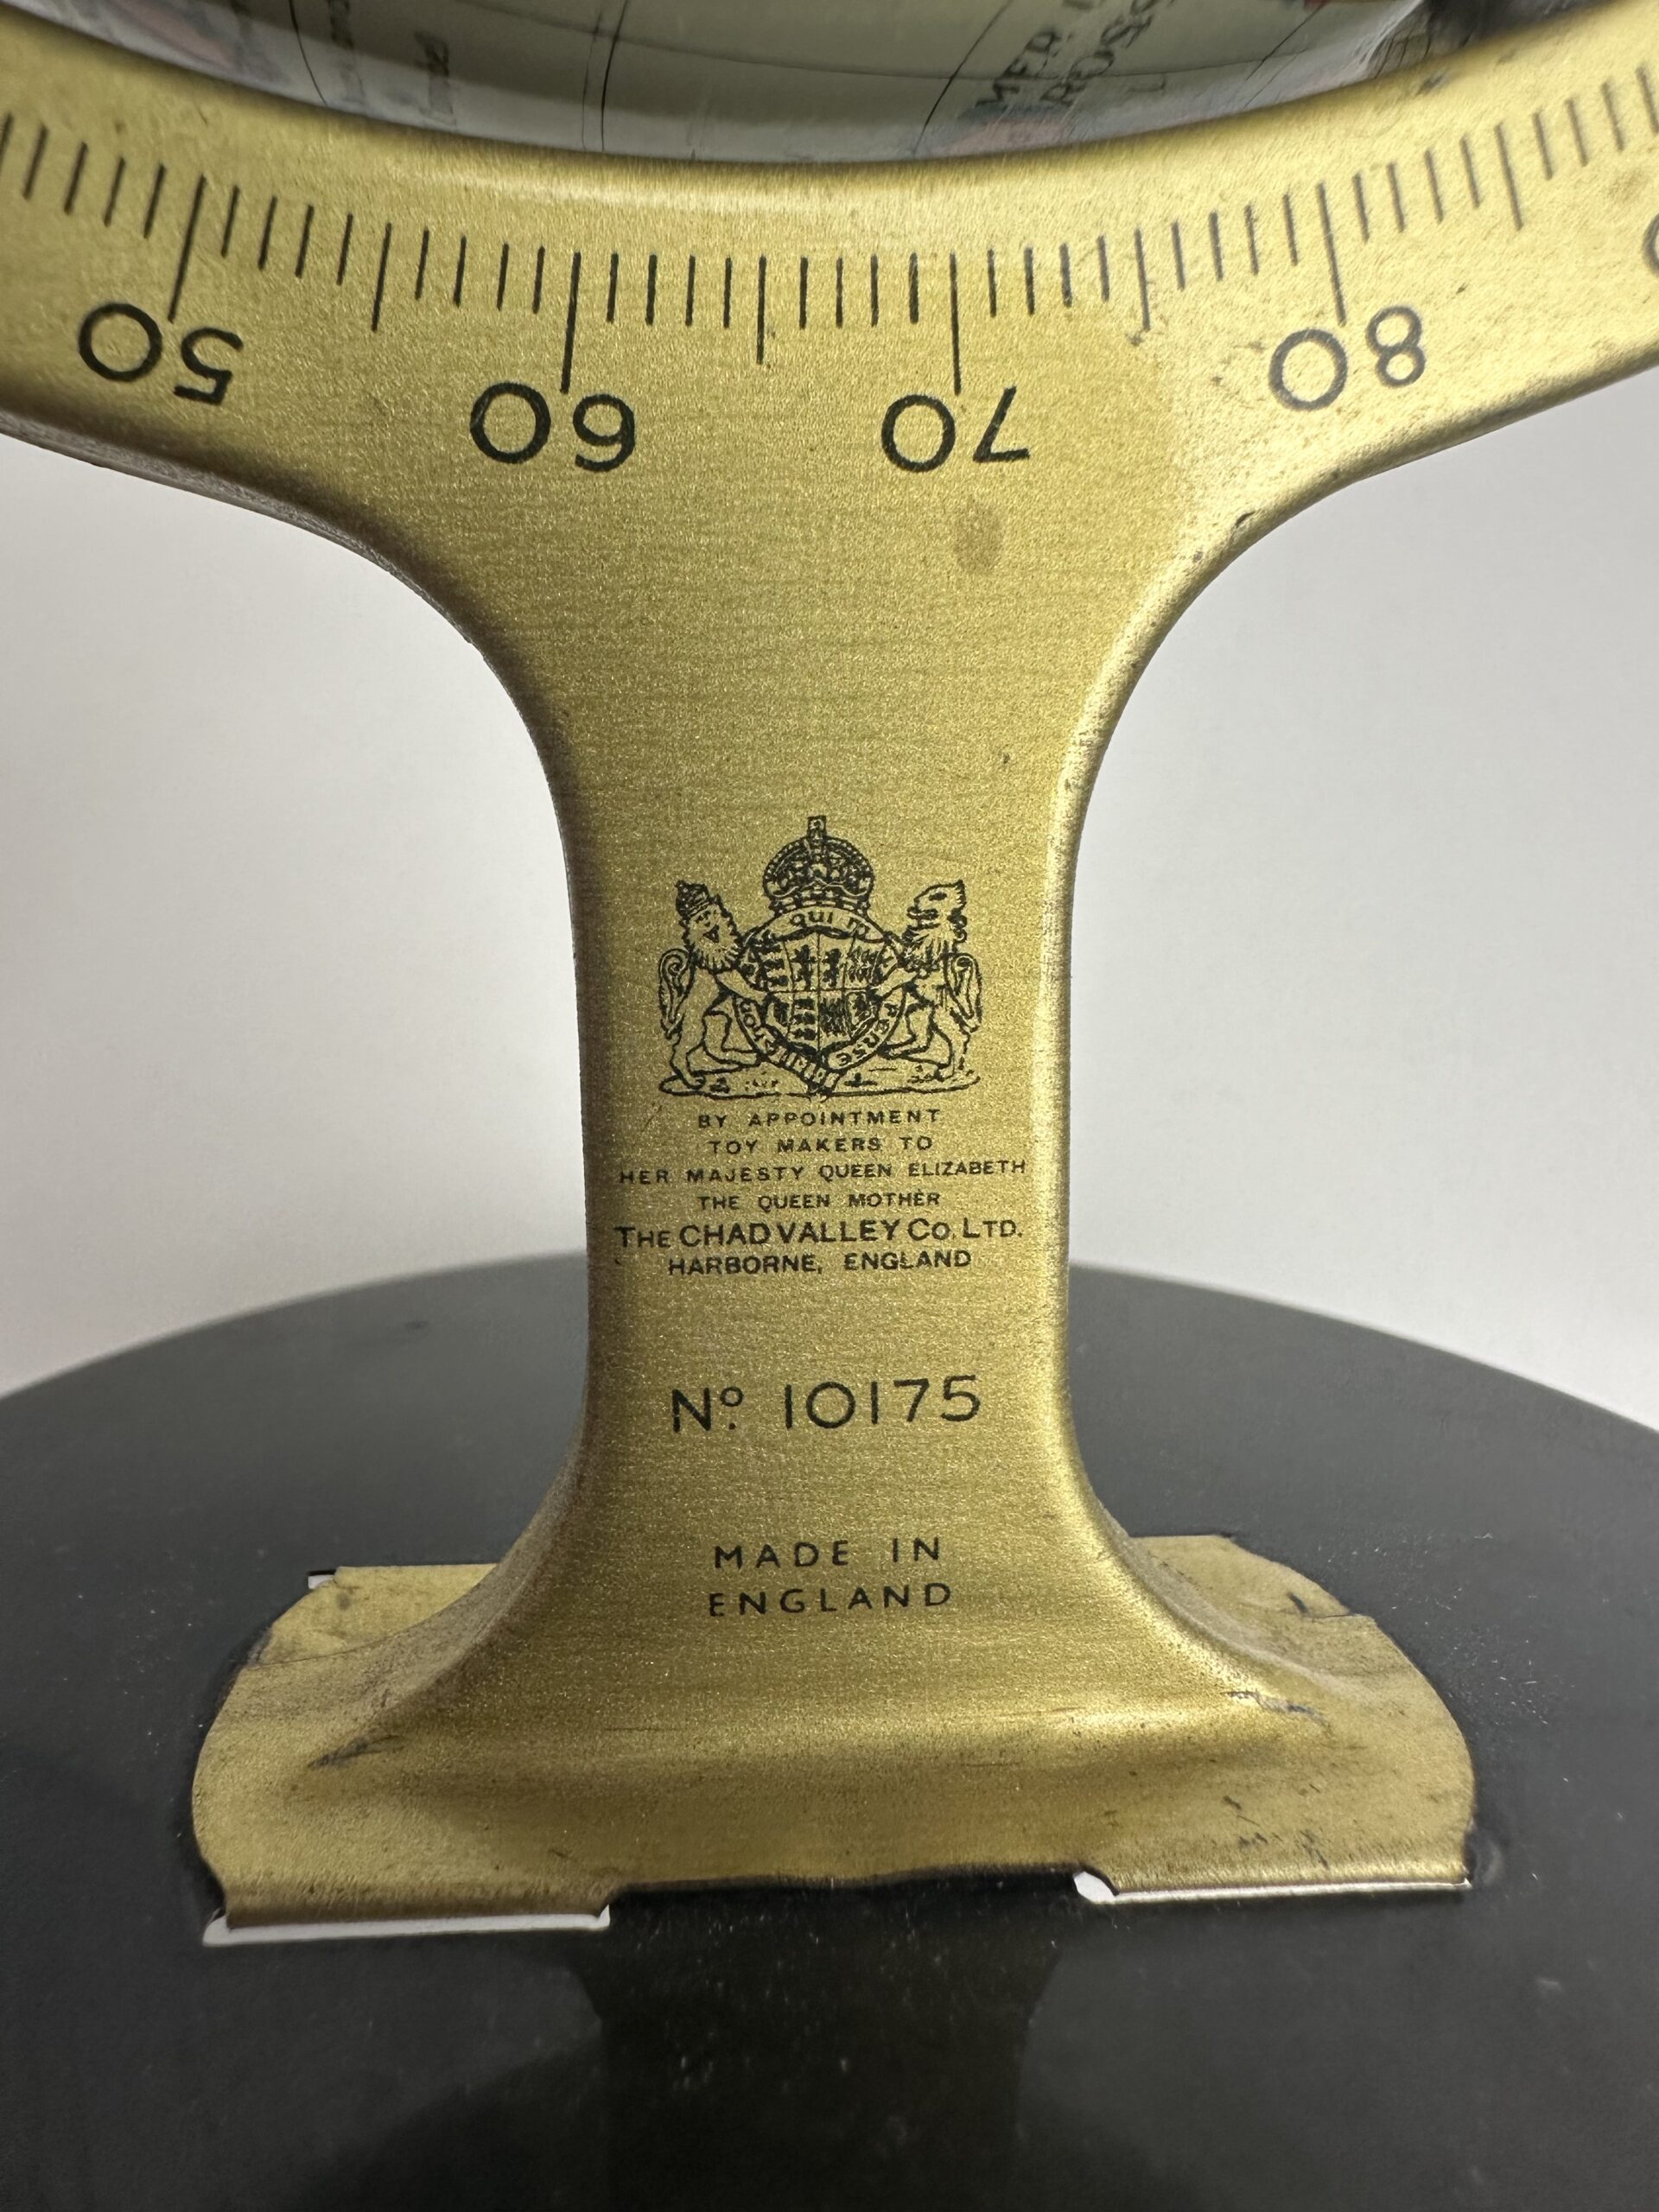 50 60 70 80
QUI
BY APPOINTMENT
TOY MAKERS TO
HER MAJESTY QUEEN ELIZABETH
THE QUEEN MOTHER
THE CHAD VALLEY CO. LTD.
HARBORNE, ENGLAND
Nº. 10175
MADE IN
ENGLAND